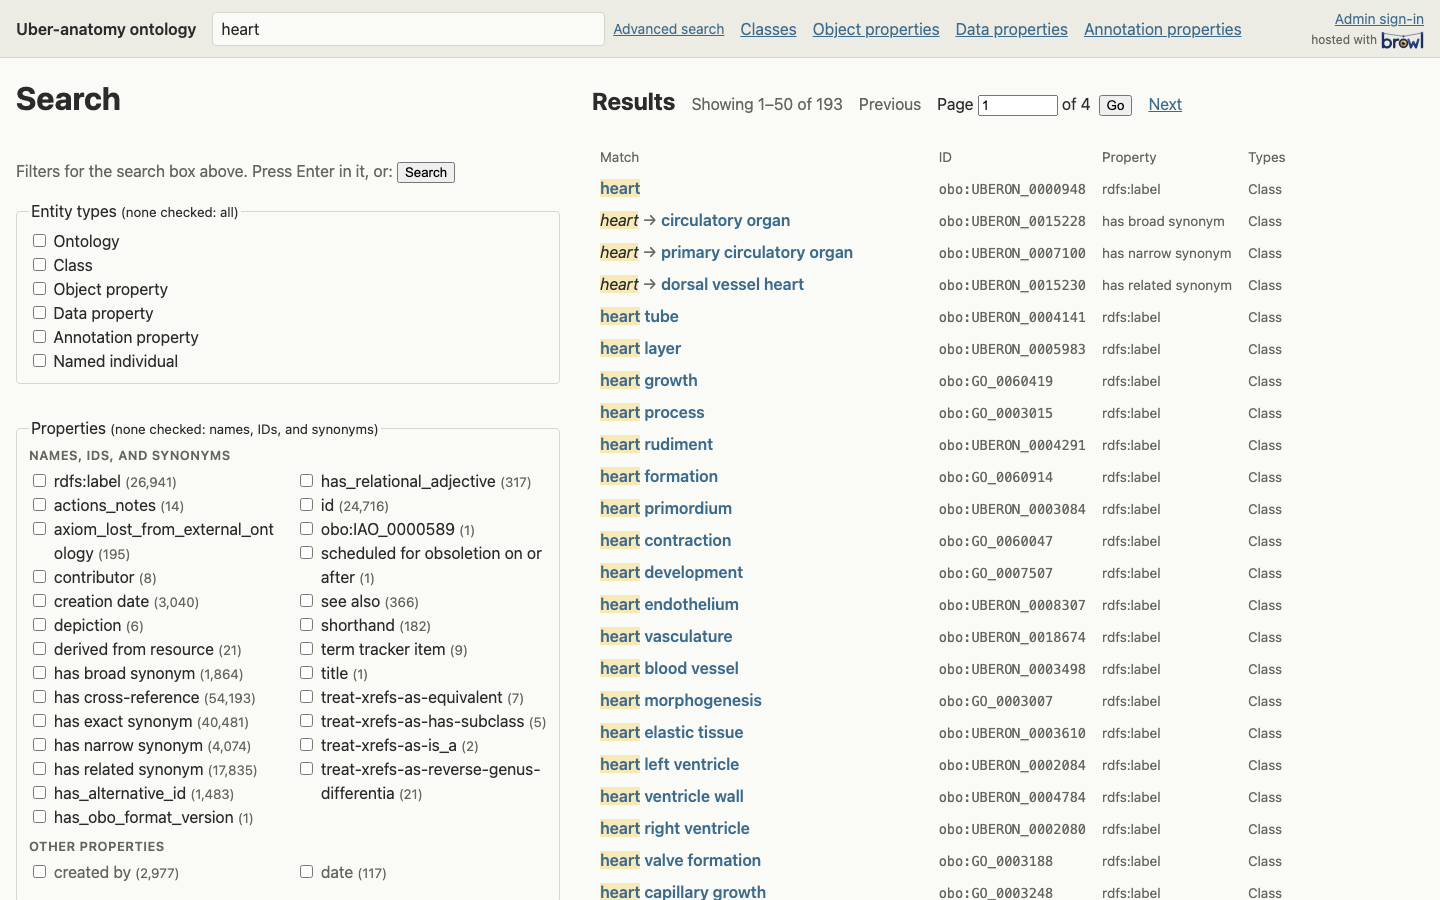 Uber-anatomy ontology
heart
Advanced search
Classes
Object properties
Data properties
Annotation properties
Admin sign-in
hosted with browl
Search
Filters for the search box above. Press Enter in it, or: Search
Entity types (none checked: all)
Ontology
Class
Object property
Data property
Annotation property
Named individual
Properties (none checked: names, IDs, and synonyms)
NAMES, IDS, AND SYNONYMS
rdfs:label (26,941)
actions_notes (14)
axiom_lost_from_external_ont
ology (195)
contributor (8)
creation date (3,040)
depiction (6)
derived from resource (21)
has broad synonym (1,864)
has cross-reference (54,193)
has exact synonym (40,481)
has narrow synonym (4,074)
has related synonym (17,835)
has_alternative_id (1,483)
has_obo_format_version (1)
has_relational_adjective (317)
id (24,716)
obo:IAO_0000589 (1)
scheduled for obsoletion on or
after (1)
see also (366)
shorthand (182)
term tracker item (9)
title (1)
treat-xrefs-as-equivalent (7)
treat-xrefs-as-has-subclass (5)
treat-xrefs-as-is_a (2)
treat-xrefs-as-reverse-genus-
differentia (21)
OTHER PROPERTIES
created by (2,977)
date (117)
Results Showing 1–50 of 193 Previous Page 1 of 4 Go Next
Match ID Property Types
heart obo:UBERON_0000948 rdfs:label Class
heart → circulatory organ obo:UBERON_0015228 has broad synonym Class
heart → primary circulatory organ obo:UBERON_0007100 has narrow synonym Class
heart → dorsal vessel heart obo:UBERON_0015230 has related synonym Class
heart tube obo:UBERON_0004141 rdfs:label Class
heart layer obo:UBERON_0005983 rdfs:label Class
heart growth obo:GO_0060419 rdfs:label Class
heart process obo:GO_0003015 rdfs:label Class
heart rudiment obo:UBERON_0004291 rdfs:label Class
heart formation obo:GO_0060914 rdfs:label Class
heart primordium obo:UBERON_0003084 rdfs:label Class
heart contraction obo:GO_0060047 rdfs:label Class
heart development obo:GO_0007507 rdfs:label Class
heart endothelium obo:UBERON_0008307 rdfs:label Class
heart vasculature obo:UBERON_0018674 rdfs:label Class
heart blood vessel obo:UBERON_0003498 rdfs:label Class
heart morphogenesis obo:GO_0003007 rdfs:label Class
heart elastic tissue obo:UBERON_0003610 rdfs:label Class
heart left ventricle obo:UBERON_0002084 rdfs:label Class
heart ventricle wall obo:UBERON_0004784 rdfs:label Class
heart right ventricle obo:UBERON_0002080 rdfs:label Class
heart valve formation obo:GO_0003188 rdfs:label Class
heart capillary growth obo:GO_0003248 rdfs:label Class